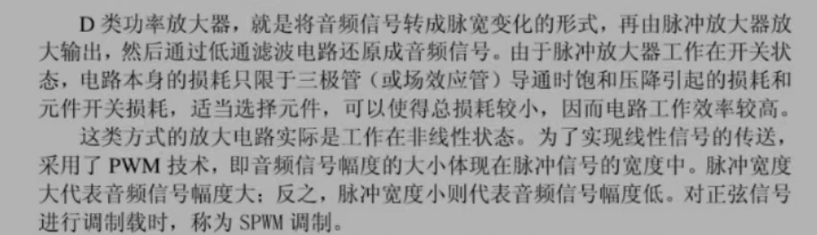 D 类功率放大器，就是将音频信号转成脉宽变化的形式，再由脉冲放大器放
大输出，然后通过低通滤波电路还原成音频信号。由于脉冲放大器工作在开关状
态，电路本身的损耗只限于三极管（或场效应管）导通时饱和压降引起的损耗和
元件开关损耗，适当选择元件，可以使得总损耗较小，因而电路工作效率较高。
这类方式的放大电路实际是工作在非线性状态。为了实现线性信号的传送，
采用了 PWM 技术，即音频信号幅度的大小体现在脉冲信号的宽度中。脉冲宽度
大代表音频信号幅度大；反之，脉冲宽度小则代表音频信号幅度低。对正弦信号
进行调制载时，称为 SPWM 调制。